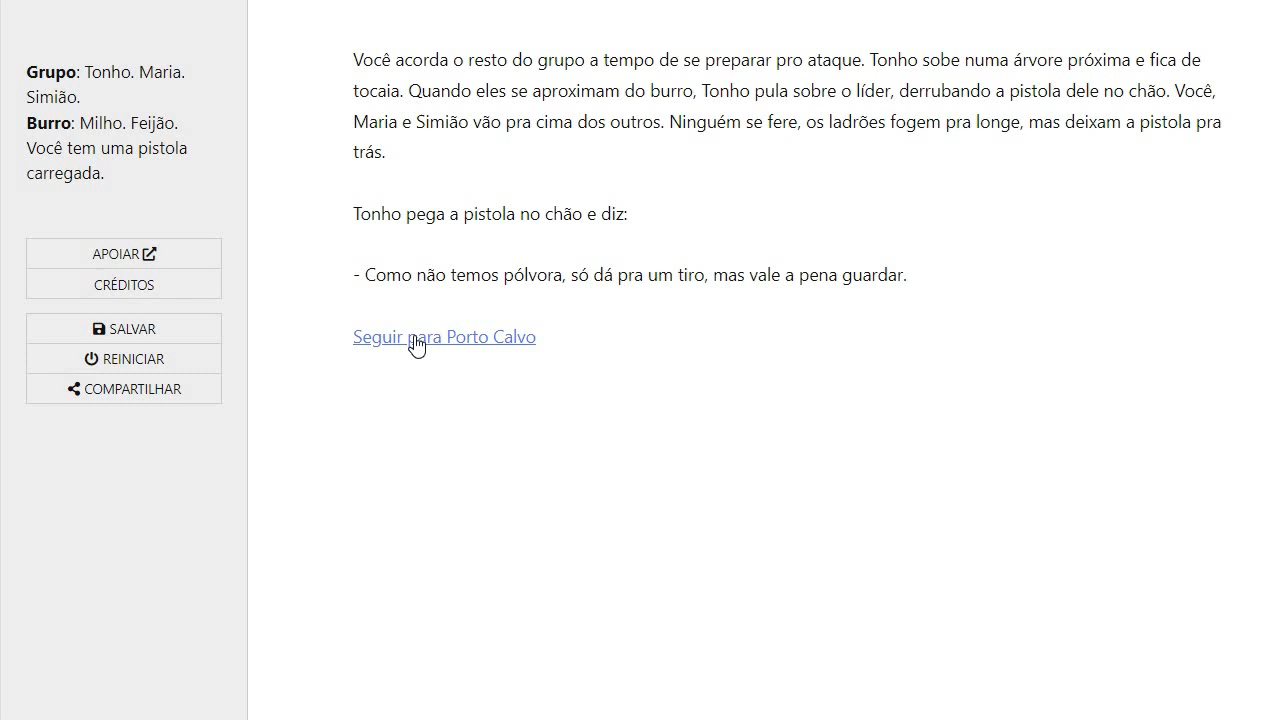 Grupo: Tonho. Maria.
Simião.
Burro: Milho. Feijão.
Você tem uma pistola
carregada.
APOIAR
CRÉDITOS
SALVAR
REINICIAR
COMPARTILHAR
Você acorda o resto do grupo a tempo de se preparar pro ataque. Tonho sobe numa árvore próxima e fica de
tocaia. Quando eles se aproximam do burro, Tonho pula sobre o líder, derrubando a pistola dele no chão. Você,
Maria e Simião vão pra cima dos outros. Ninguém se fere, os ladrões fogem pra longe, mas deixam a pistola pra
trás.
Tonho pega a pistola no chão e diz:
- Como não temos pólvora, só dá pra um tiro, mas vale a pena guardar.
Seguir para Porto Calvo